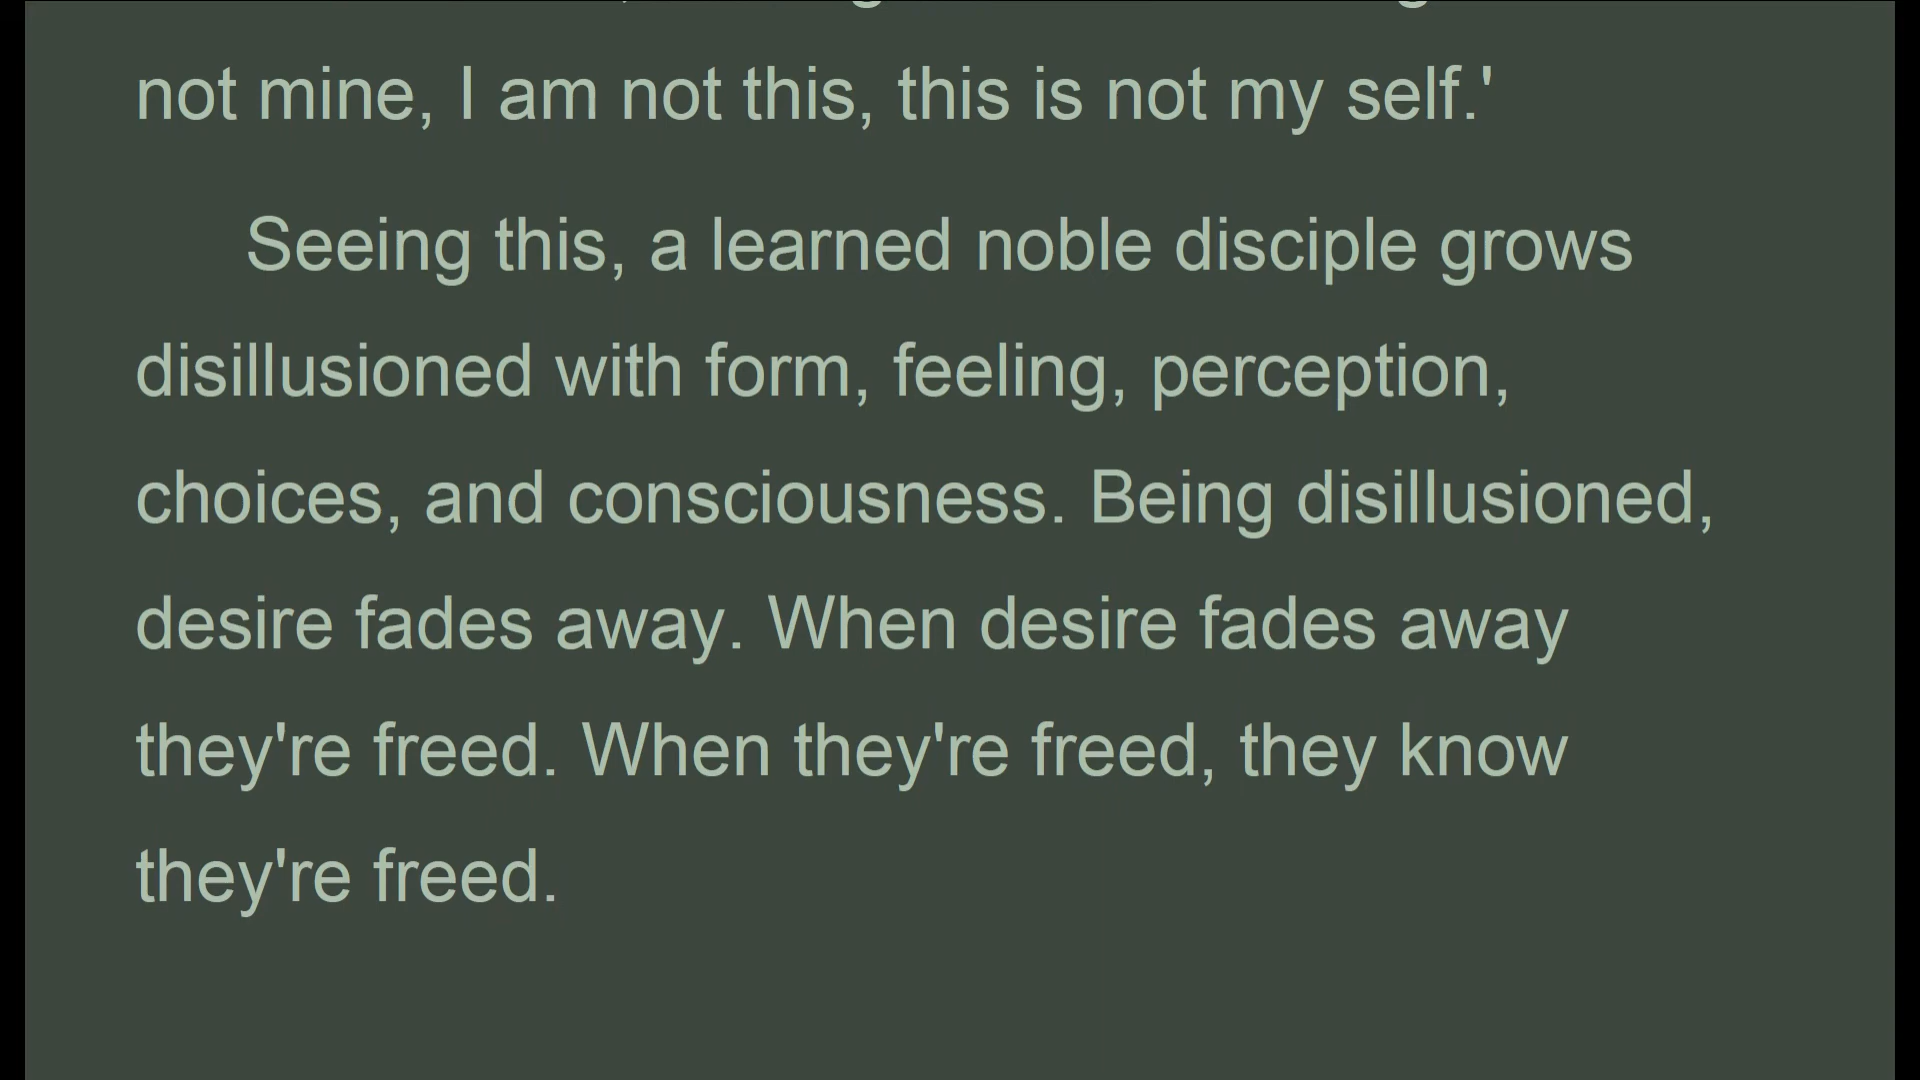 not mine, I am not this, this is not my self.'
Seeing this, a learned noble disciple grows
disillusioned with form, feeling, perception,
choices, and consciousness. Being disillusioned,
desire fades away. When desire fades away
they're freed. When they're freed, they know
they're freed.